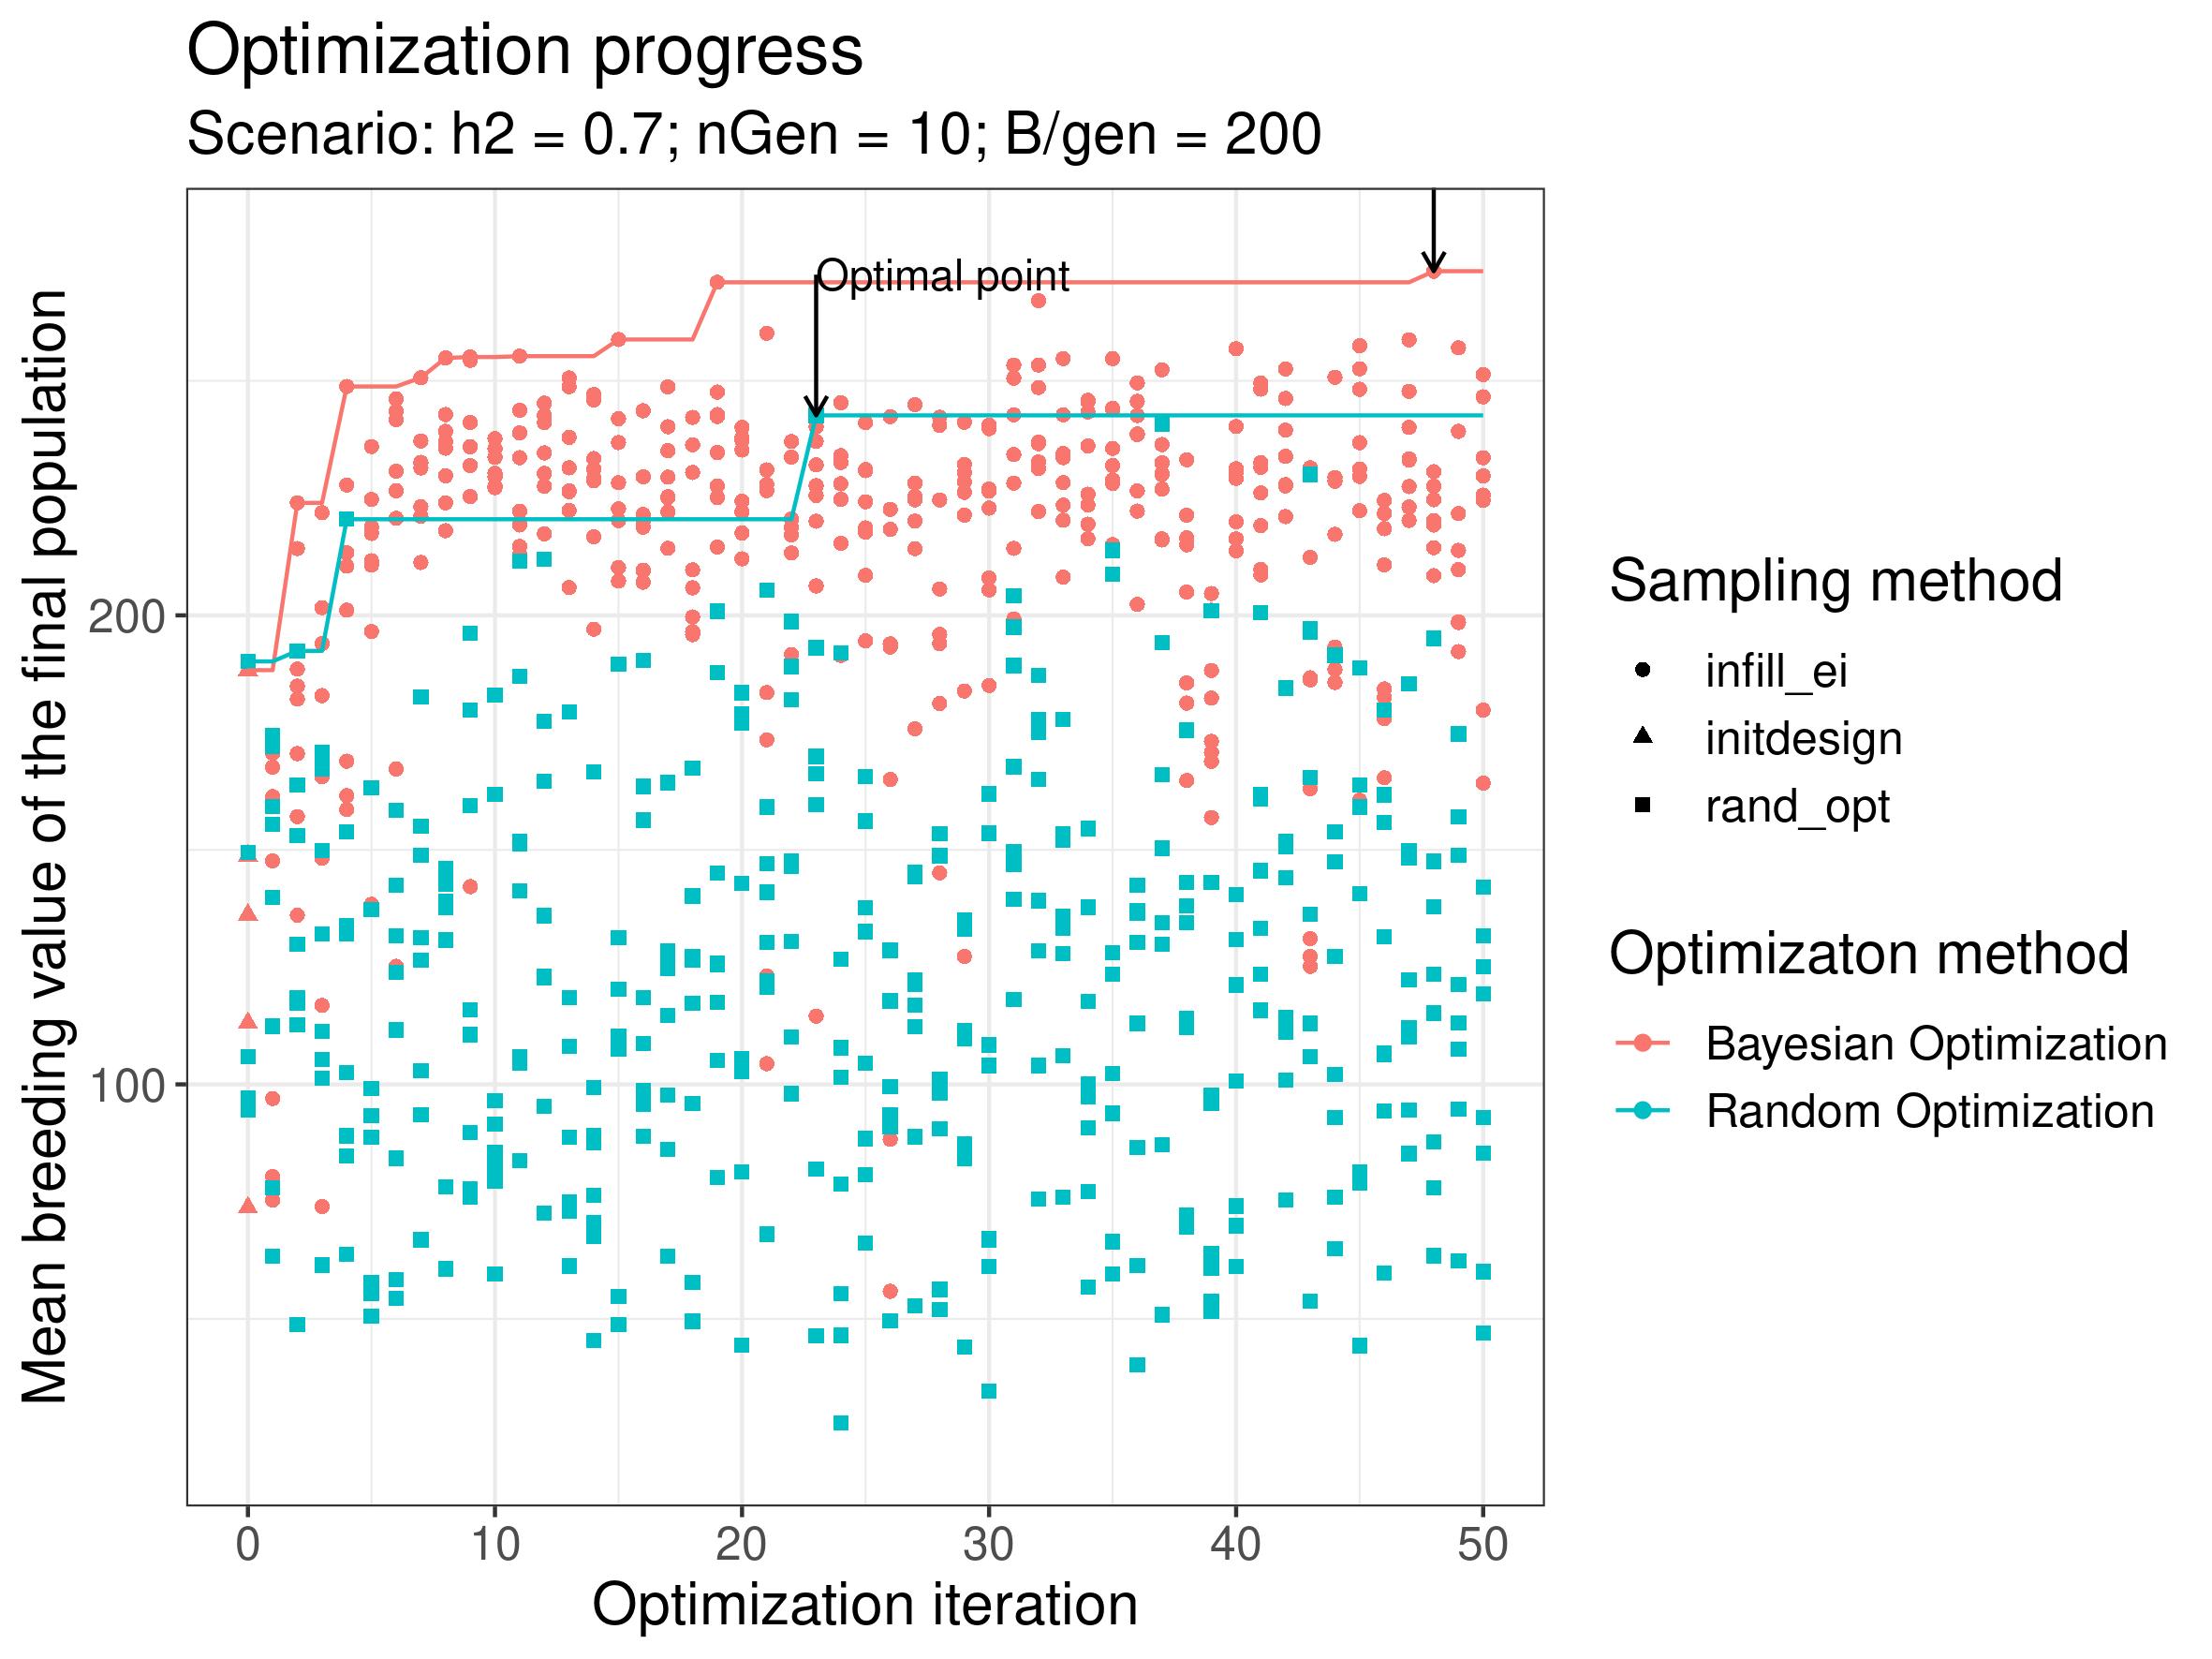 Optimization progress
Scenario: h2 = 0.7; nGen = 10; B/gen = 200
Mean breeding value of the final population
200
100
Optimal point
0 10 20 30 40 50
Optimization iteration
Sampling method
infill_ei
initdesign
rand_opt
Optimizaton method
Bayesian Optimization
Random Optimization